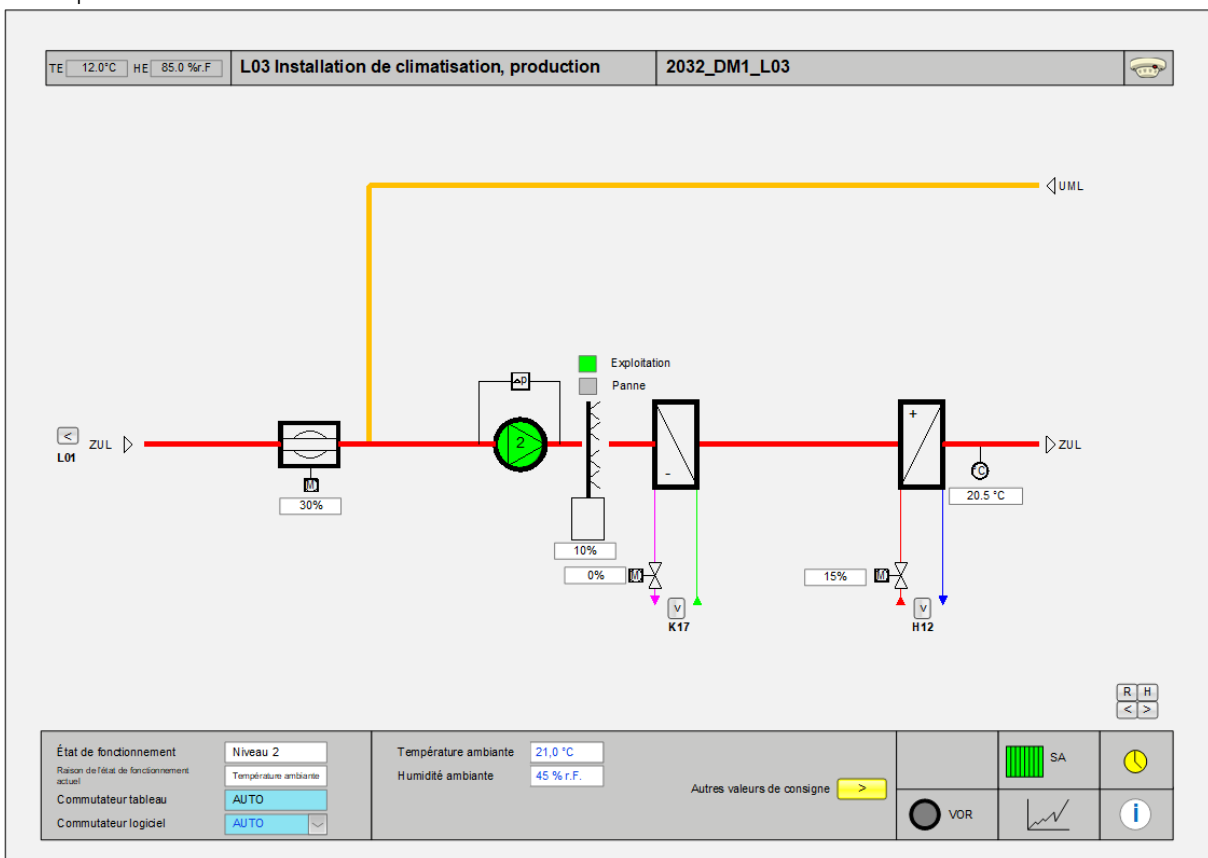 TE 12.0°C HE 85.0 %r.F L03 Installation de climatisation, production 2032_DM1_L03
UML
Exploitation
Panne
Δp
2
< ZUL
L01
+
-
ZUL
°C
20.5 °C
M
30%
10%
0% M
15% M
v
K17
v
H12
R H
< >
État de fonctionnement Niveau 2
Raison de l'état de fonctionnement actuel Température ambiante
Commutateur tableau AUTO
Commutateur logiciel AUTO
Température ambiante 21,0 °C
Humidité ambiante 45 % r.F.
Autres valeurs de consigne >
SA
VOR
i